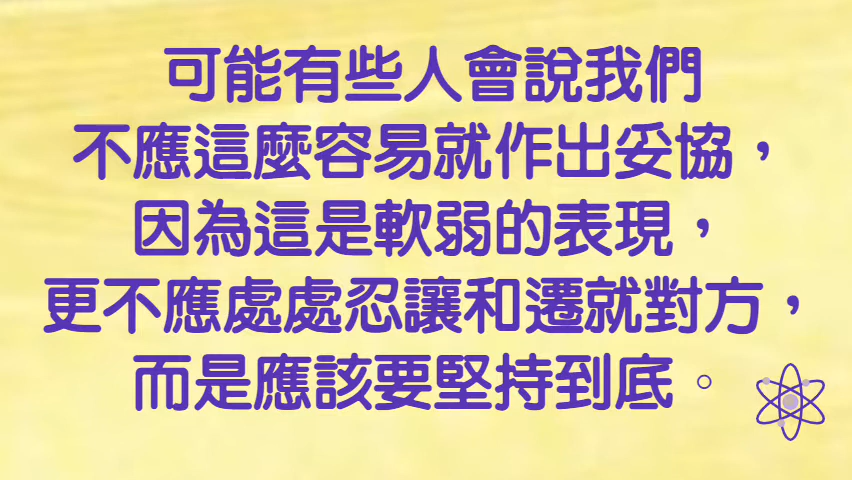 可能有些人會說我們
不應這麼容易就作出妥協，
因為這是軟弱的表現，
更不應處處忍讓和遷就對方，
而是應該要堅持到底。